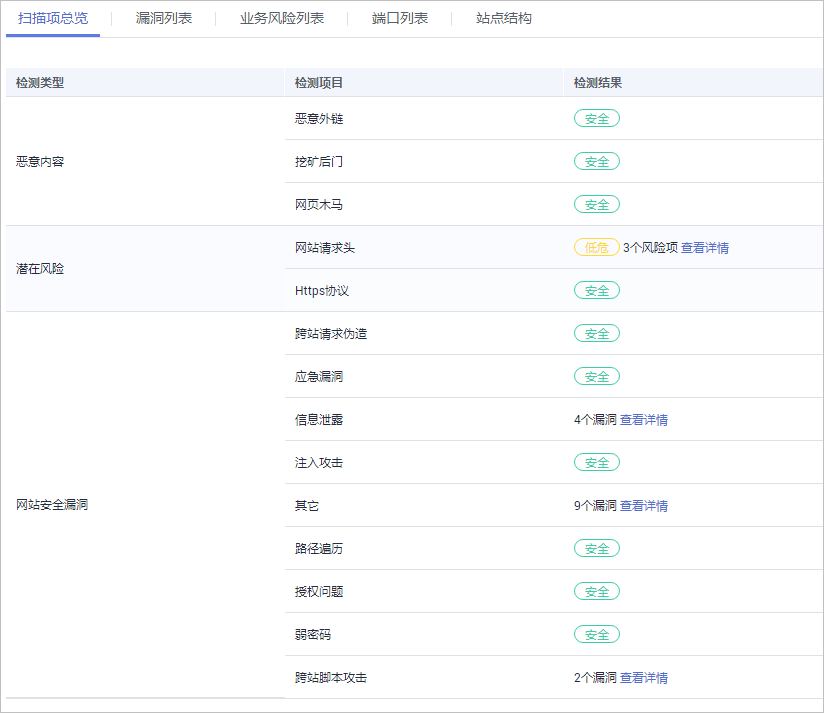 扫描项总览 漏洞列表 业务风险列表 端口列表 站点结构
检测类型 检测项目 检测结果
恶意内容
恶意外链 安全
挖矿后门 安全
网页木马 安全
潜在风险
网站请求头 低危 3个风险项 查看详情
Https协议 安全
网站安全漏洞
跨站请求伪造 安全
应急漏洞 安全
信息泄露 4个漏洞 查看详情
注入攻击 安全
其它 9个漏洞 查看详情
路径遍历 安全
授权问题 安全
弱密码 安全
跨站脚本攻击 2个漏洞 查看详情